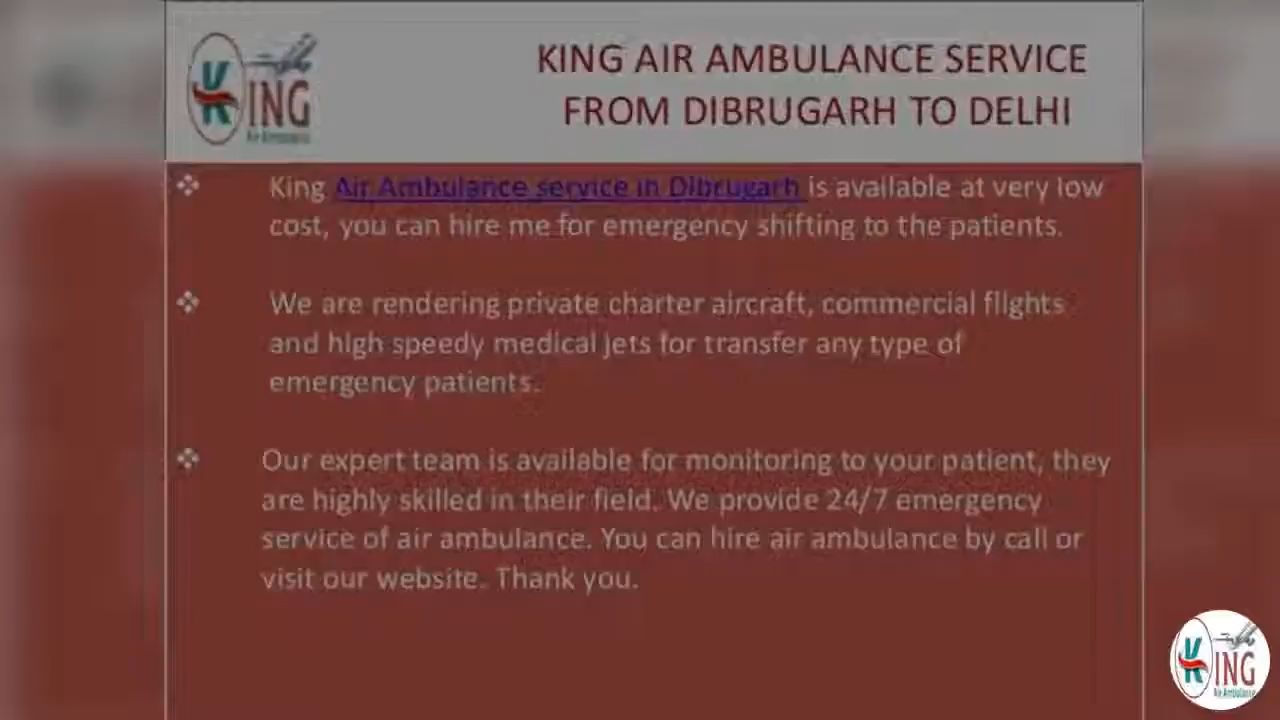 KING
Air Ambulance
KING AIR AMBULANCE SERVICE
FROM DIBRUGARH TO DELHI
❖ King Air Ambulance service in Dibrugarh is available at very low
cost, you can hire me for emergency shifting to the patients.
❖ We are rendering private charter aircraft, commercial flights
and high speedy medical jets for transfer any type of
emergency patients.
❖ Our expert team is available for monitoring to your patient, they
are highly skilled in their field. We provide 24/7 emergency
service of air ambulance. You can hire air ambulance by call or
visit our website. Thank you.
KING
Air Ambulance